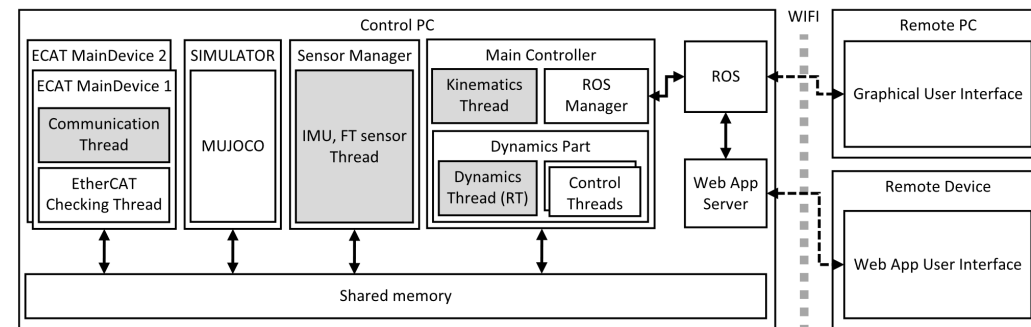 Control PC
WIFI
Remote PC
ECAT MainDevice 2
ECAT MainDevice 1
Communication
Thread
EtherCAT
Checking Thread
SIMULATOR
MUJOCO
Sensor Manager
IMU, FT sensor
Thread
Main Controller
Kinematics
Thread
ROS
Manager
Dynamics Part
Dynamics
Thread (RT)
Control
Threads
ROS
Web App
Server
Graphical User Interface
Remote Device
Web App User Interface
Shared memory